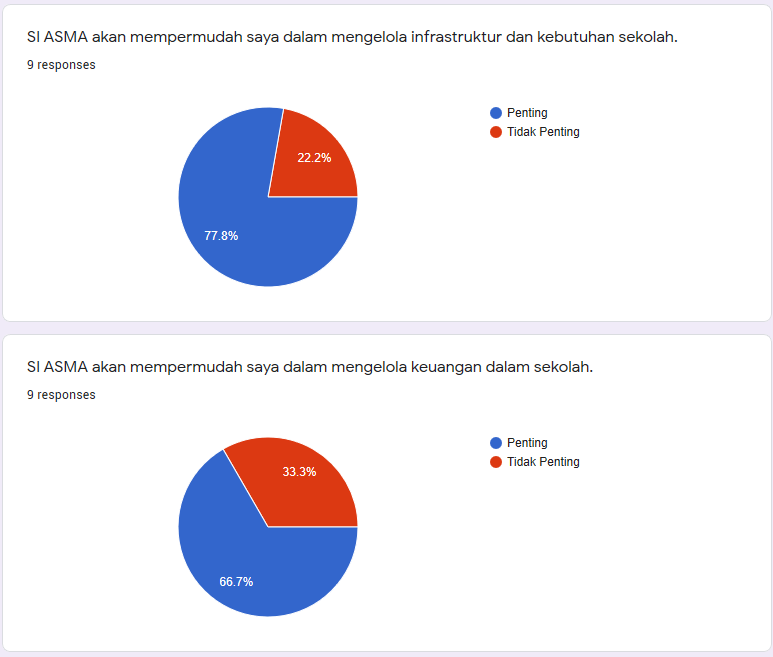 SI ASMA akan mempermudah saya dalam mengelola infrastruktur dan kebutuhan sekolah.
9 responses
Penting
Tidak Penting
22.2%
77.8%
SI ASMA akan mempermudah saya dalam mengelola keuangan dalam sekolah.
9 responses
Penting
Tidak Penting
33.3%
66.7%